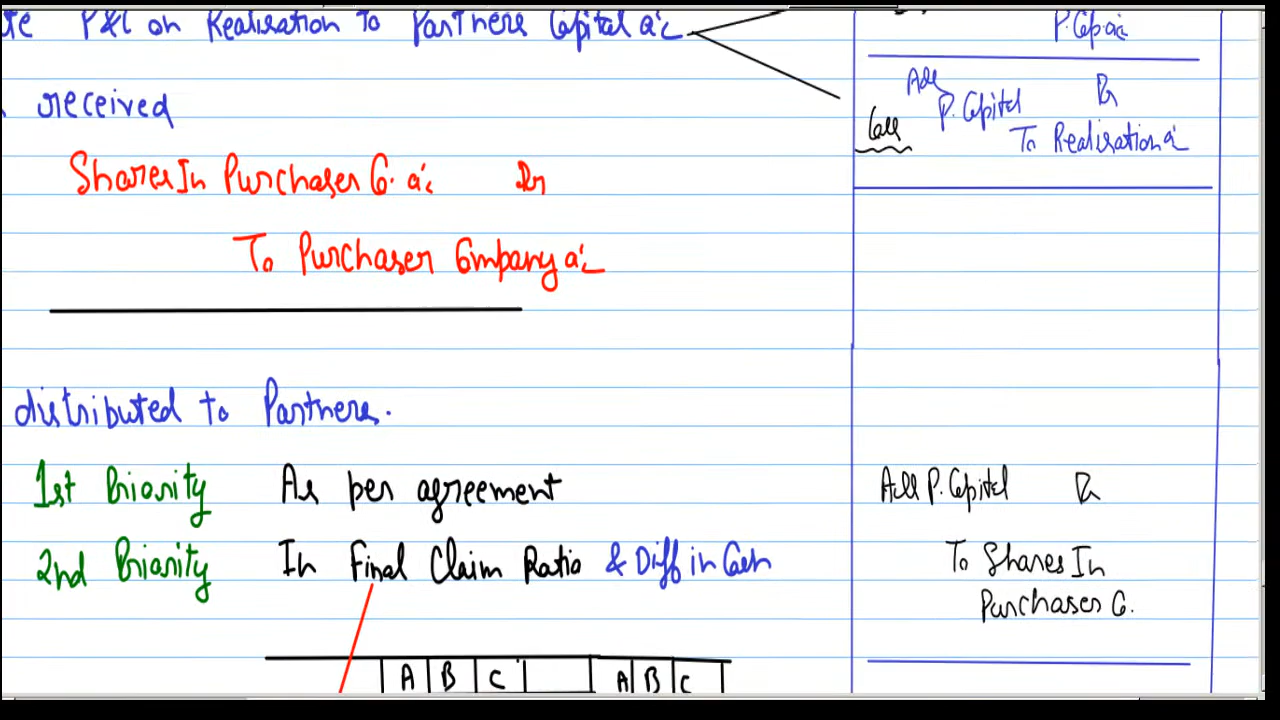 P&L on Realisation To Partners Capital a/c
received
Shares In Purchaser Co. a/c Dr
To Purchaser Company a/c
distributed to Partners.
1st Priority As per agreement
2nd Priority In Final Claim Ratio & Diff in Cash
A B C A B C
P.Cap a/c
All P. Capital Dr
To Realisation a/c
All P. Capital Dr
To Shares In
Purchaser Co.